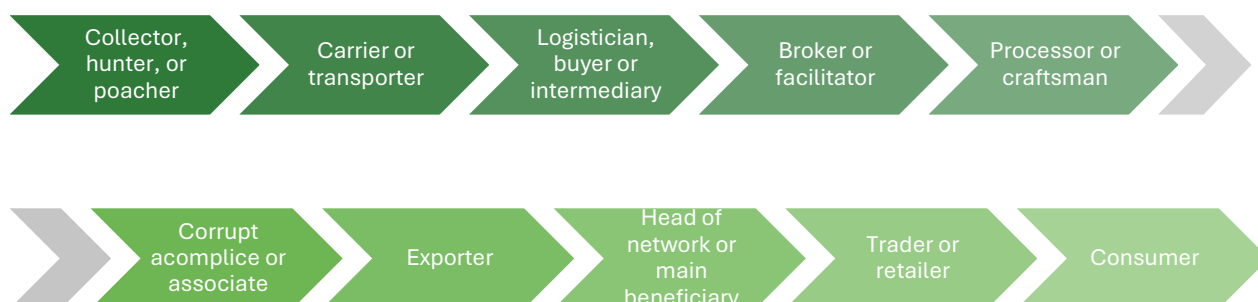 Collector,
hunter, or
poacher
Carrier or
transporter
Logistician,
buyer or
intermediary
Broker or
facilitator
Processor or
craftsman
Corrupt
acomplice or
associate
Exporter
Head of
network or
main
beneficiary
Trader or
retailer
Consumer